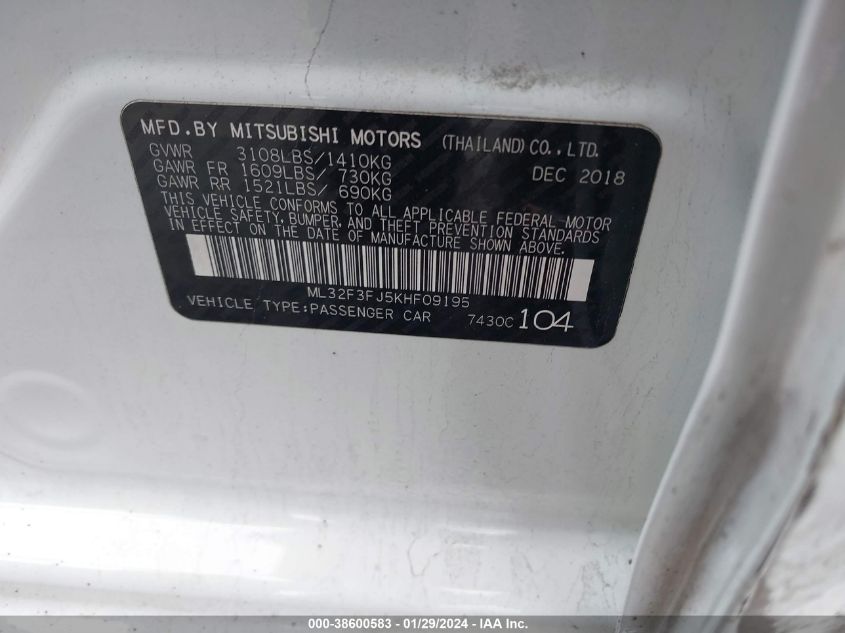 MFD.BY MITSUBISHI MOTORS (THAILAND)CO.,LTD.
GVWR 3108LBS/1410KG DEC 2018
GAWR FR 1609LBS/ 730KG
GAWR RR 1521LBS/ 690KG
THIS VEHICLE CONFORMS TO ALL APPLICABLE FEDERAL MOTOR
VEHICLE SAFETY, BUMPER, AND THEFT PREVENTION STANDARDS
IN EFFECT ON THE DATE OF MANUFACTURE SHOWN ABOVE.
ML32F3FJ5KHF09195
VEHICLE TYPE:PASSENGER CAR 7430C 104
000-38600583 / 01/29/2024 - IAA Inc.